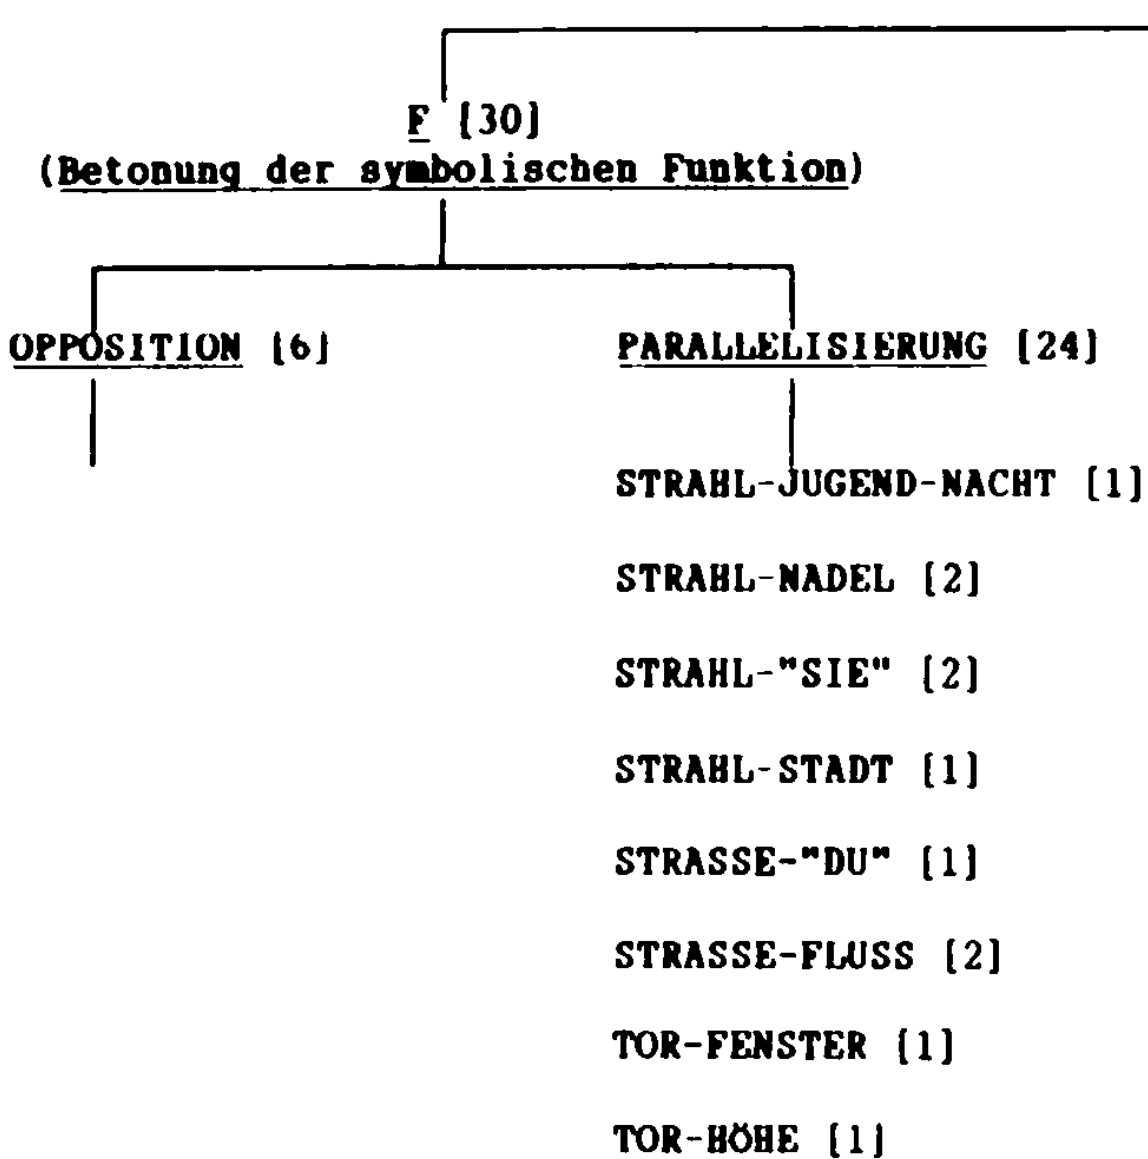 F [30]
(Betonung der symbolischen Funktion)
OPPOSITION [6] PARALLELISIERUNG [24]
STRAHL-JUGEND-NACHT [1]
STRAHL-NADEL [2]
STRAHL-"SIE" [2]
STRAHL-STADT [1]
STRASSE-"DU" [1]
STRASSE-FLUSS [2]
TOR-FENSTER [1]
TOR-HÖHE [1]